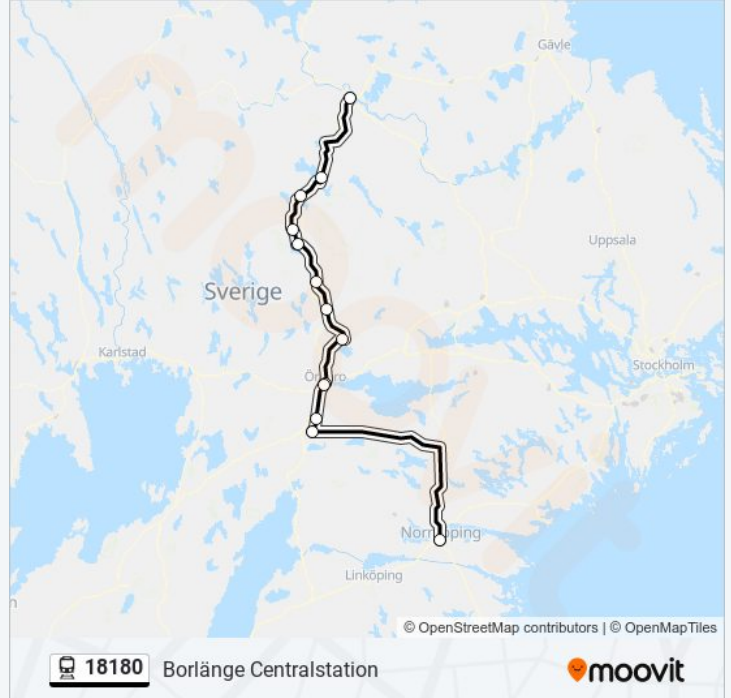 Gävle
Uppsala
Sverige
Karlstad
Stockholm
Örebro
Norrköping
Linköping
n
© OpenStreetMap contributors | © OpenMapTiles
18180 Borlänge Centralstation
moovit